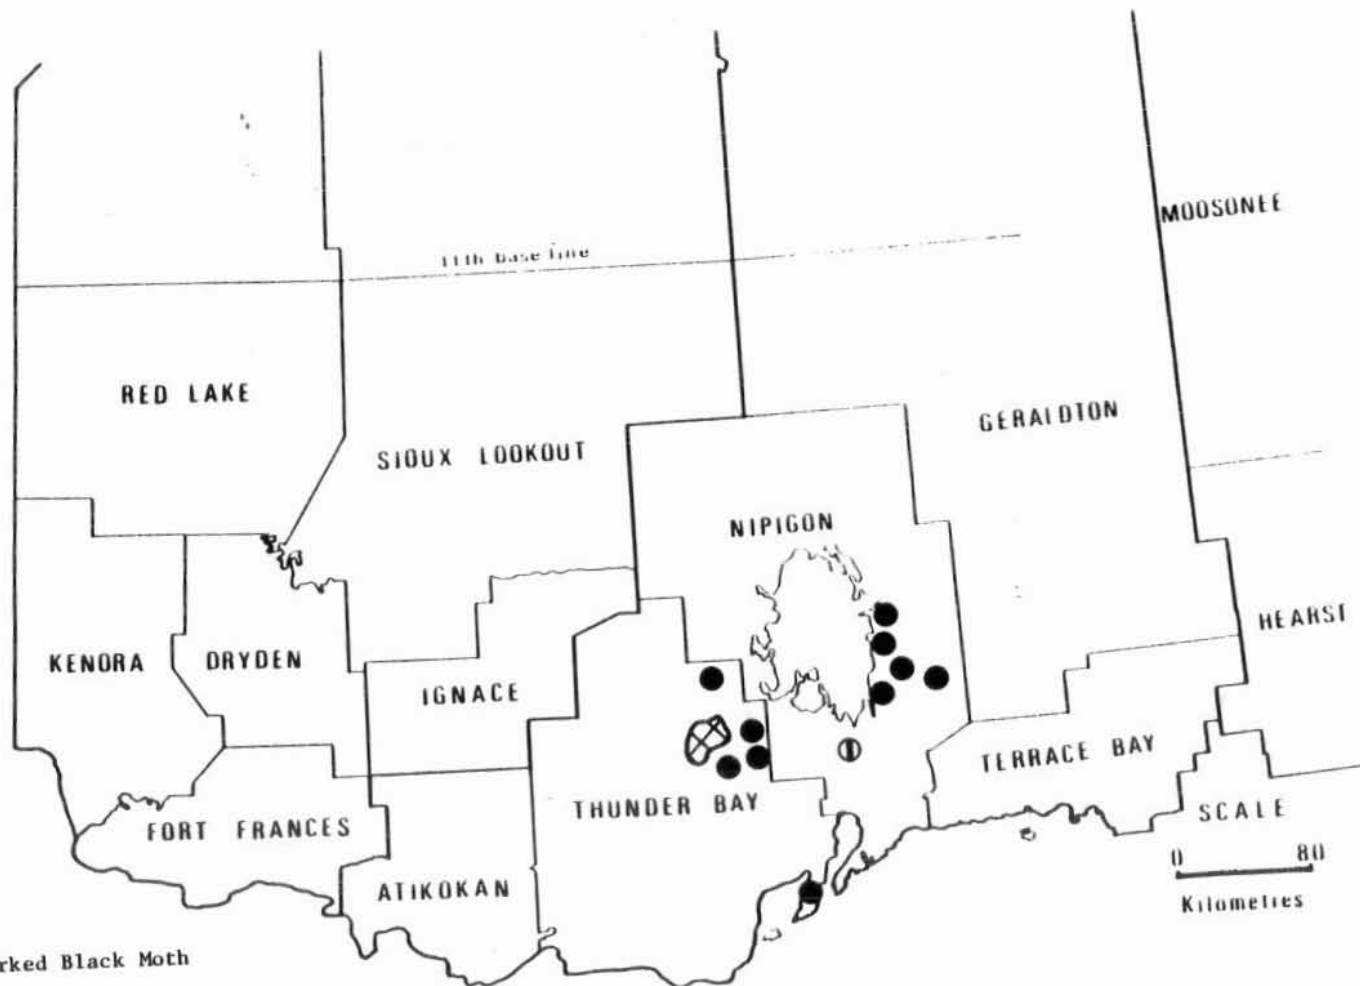 MOOSONEE
11th base line
RED LAKE
GERALDTON
SIOUX LOOKOUT
NIPIGON
HEARST
KENORA
DRYDEN
IGNACE
TERRACE BAY
THUNDER BAY
SCALE
FORT FRANCES
0 80
Kilometres
ATIKOKAN
rked Black Moth